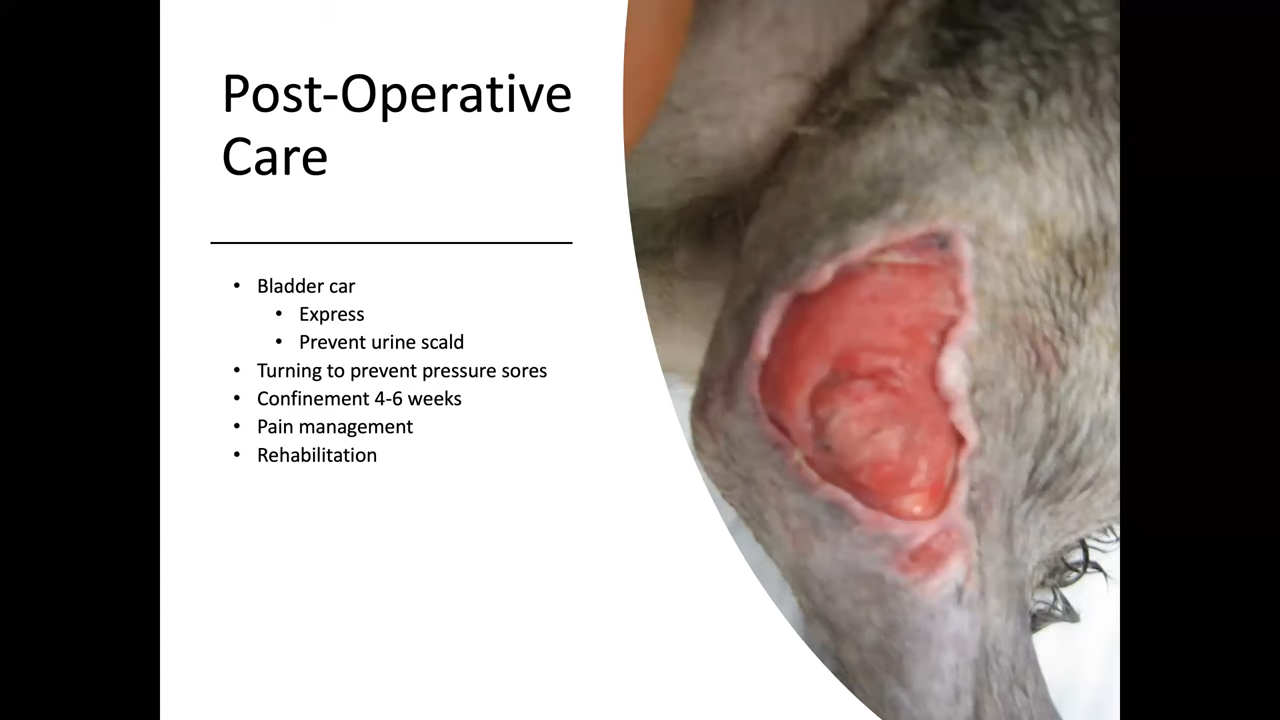 Post-Operative
Care
• Bladder car
• Express
• Prevent urine scald
• Turning to prevent pressure sores
• Confinement 4-6 weeks
• Pain management
• Rehabilitation